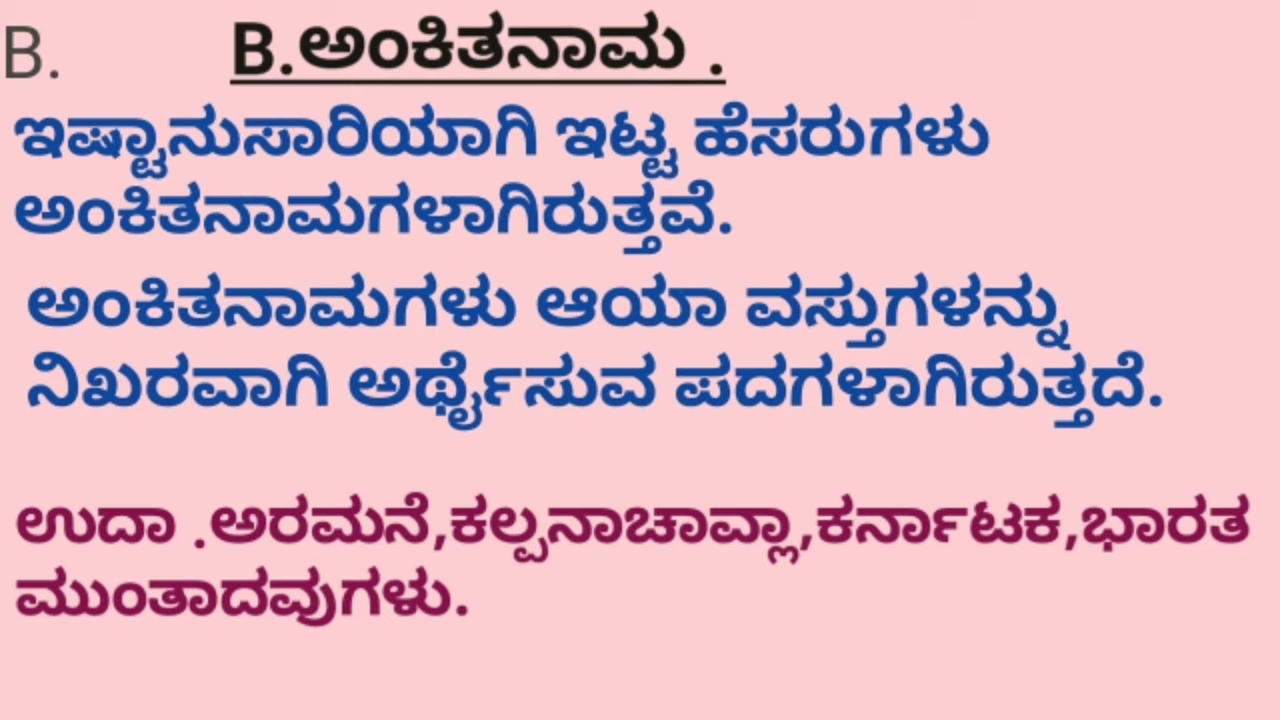 B. B.ಅಂಕಿತನಾಮ .
ಇಷ್ಟಾನುಸಾರಿಯಾಗಿ ಇಟ್ಟ ಹೆಸರುಗಳು
ಅಂಕಿತನಾಮಗಳಾಗಿರುತ್ತವೆ.
ಅಂಕಿತನಾಮಗಳು ಆಯಾ ವಸ್ತುಗಳನ್ನು
ನಿಖರವಾಗಿ ಅರ್ಥೈಸುವ ಪದಗಳಾಗಿರುತ್ತದೆ.
ಉದಾ .ಅರಮನೆ,ಕಲ್ಪನಾಚಾವ್ಲಾ,ಕರ್ನಾಟಕ,ಭಾರತ
ಮುಂತಾದವುಗಳು.